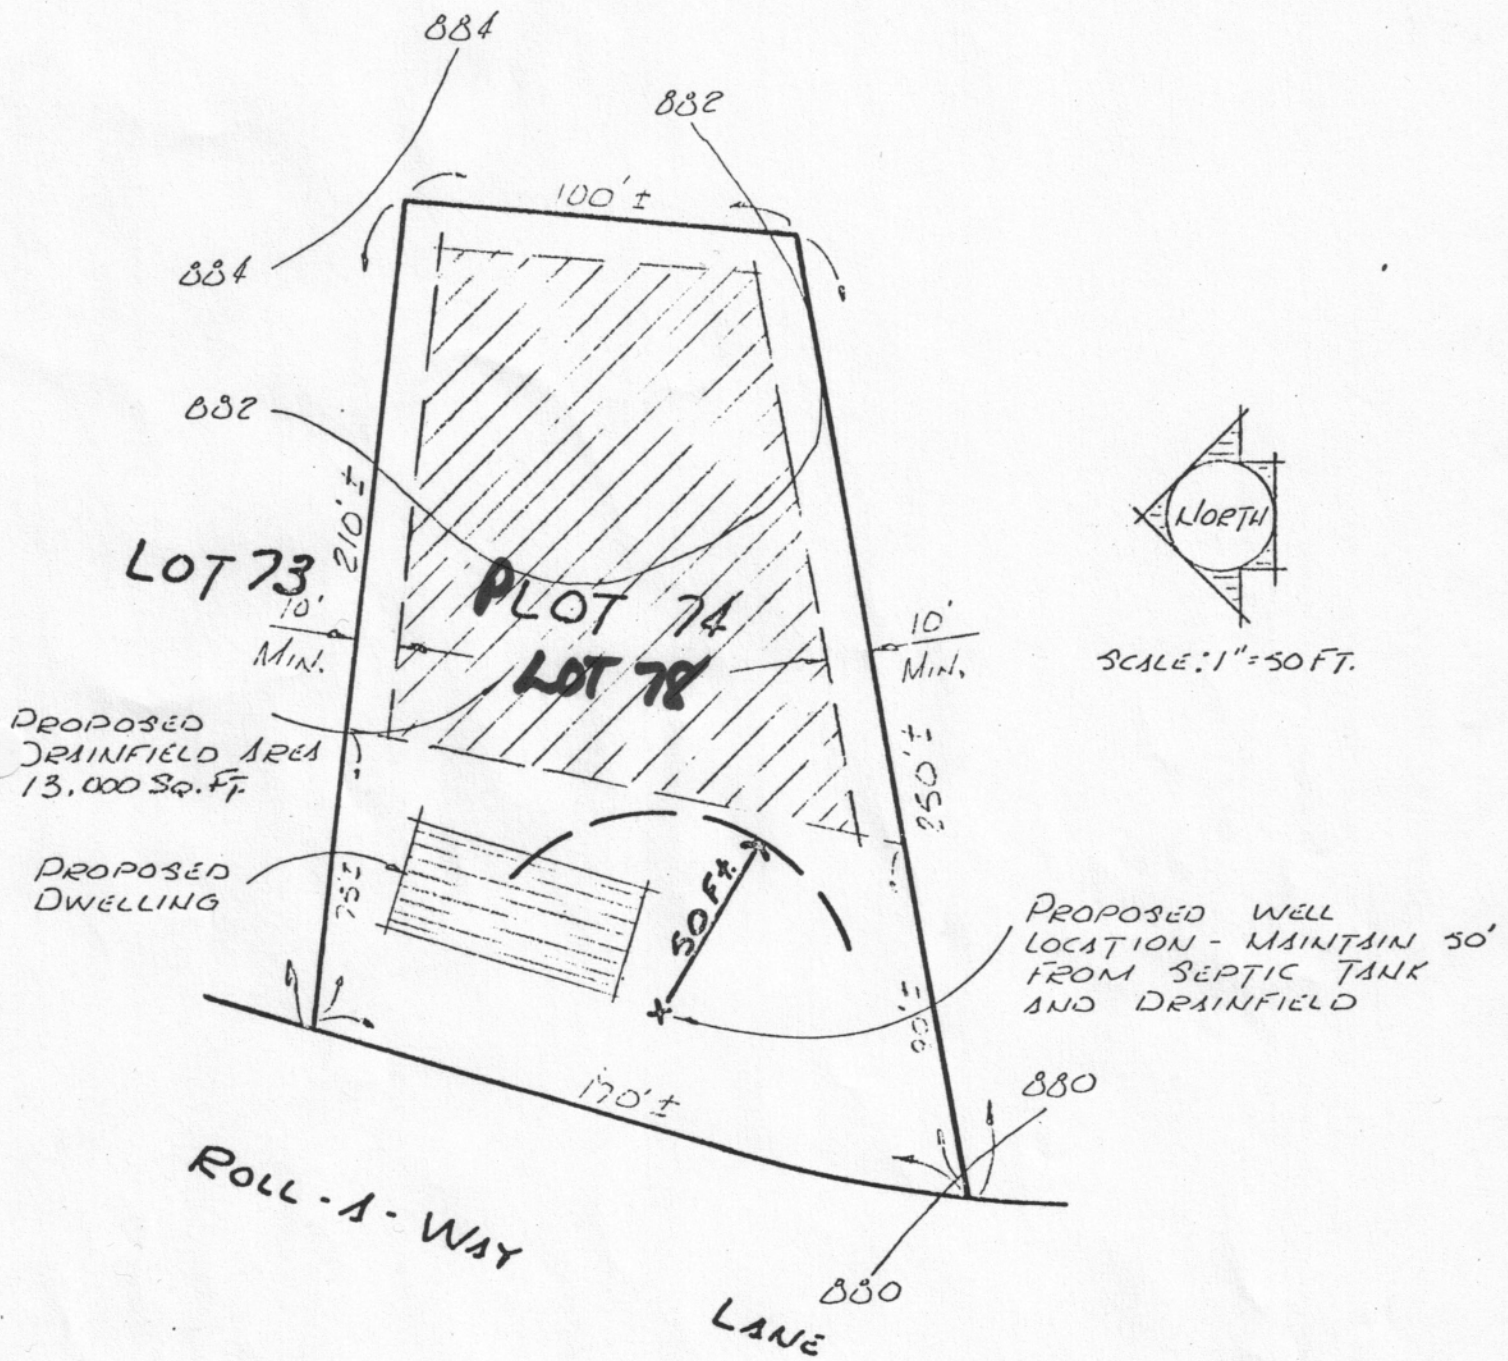 884
882
100' ±
884
882
210' ±
LOT 73
NORTH
PLOT 74
LOT 78
10'
MIN.
10'
MIN.
SCALE: 1" = 50 FT.
PROPOSED
DRAINFIELD AREA
13,000 SQ. FT.
250' ±
PROPOSED
DWELLING
75' ±
50 Ft.
PROPOSED WELL
LOCATION - MAINTAIN 50'
FROM SEPTIC TANK
AND DRAINFIELD
90' ±
170' ±
880
ROLL-A-WAY
LANE
880